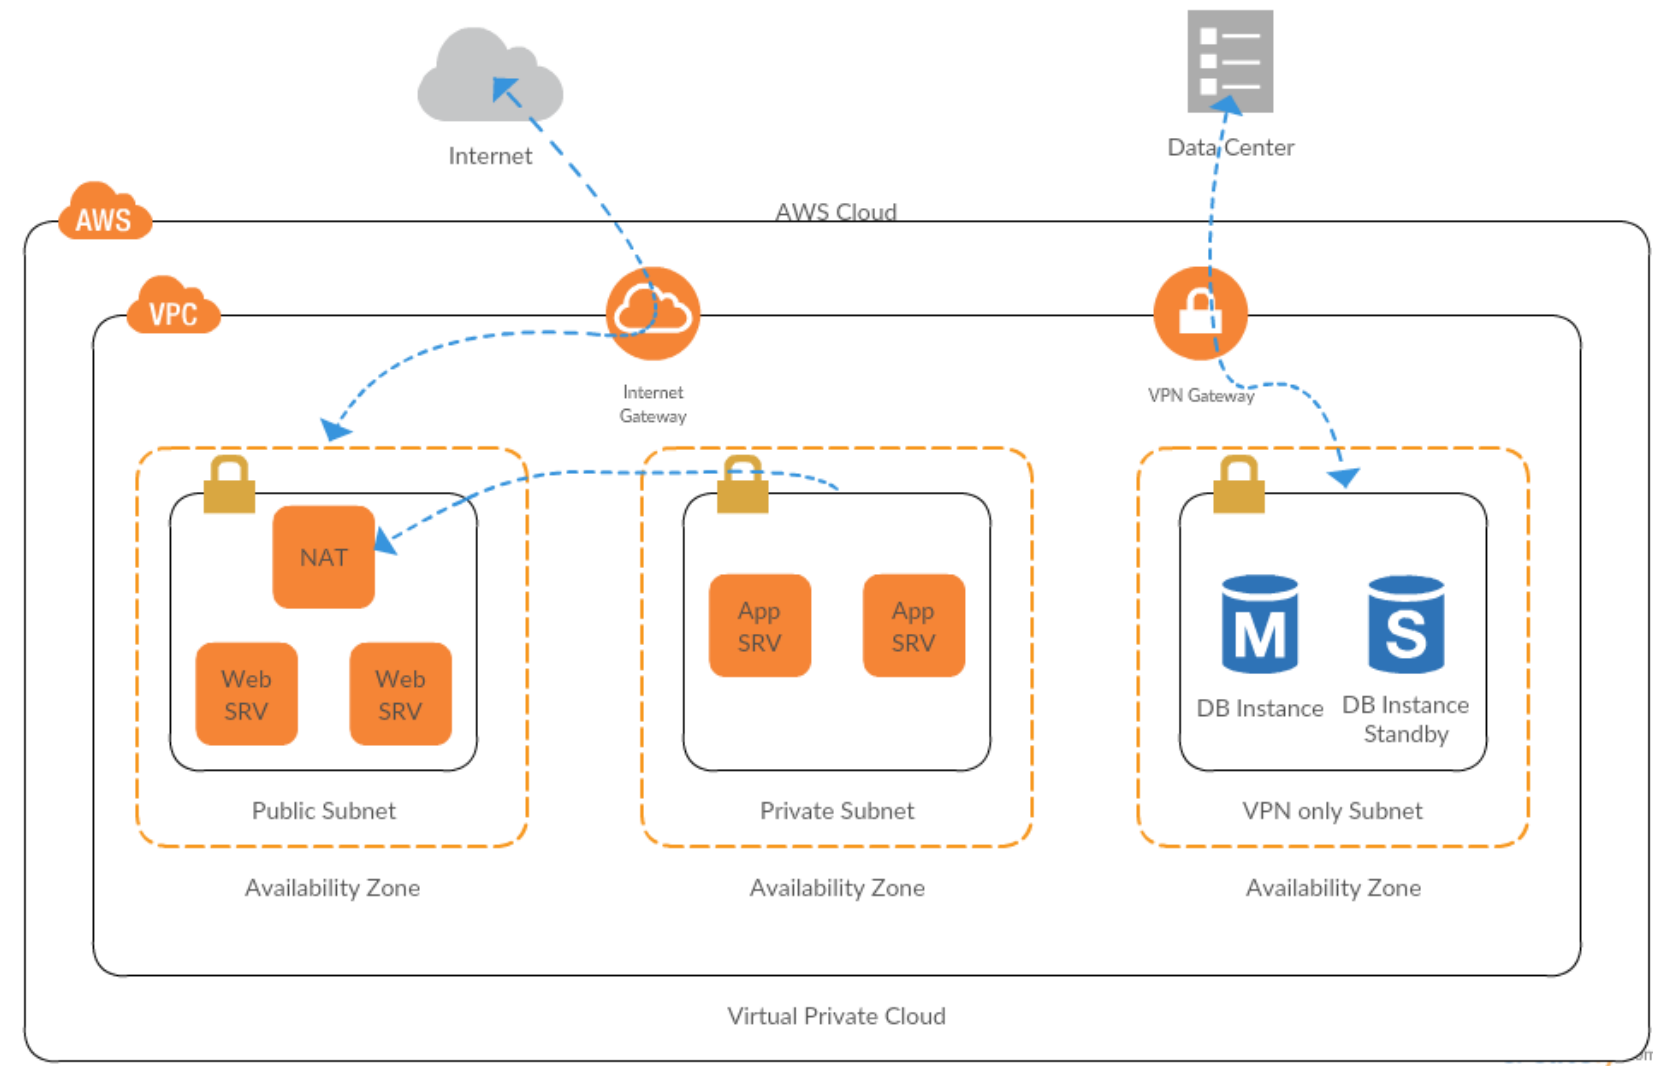 Internet
Data Center
AWS Cloud
AWS
VPC
Internet
Gateway
VPN Gateway
NAT
Web
SRV
Web
SRV
App
SRV
App
SRV
M
S
DB Instance
DB Instance
Standby
Public Subnet
Private Subnet
VPN only Subnet
Availability Zone
Availability Zone
Availability Zone
Virtual Private Cloud